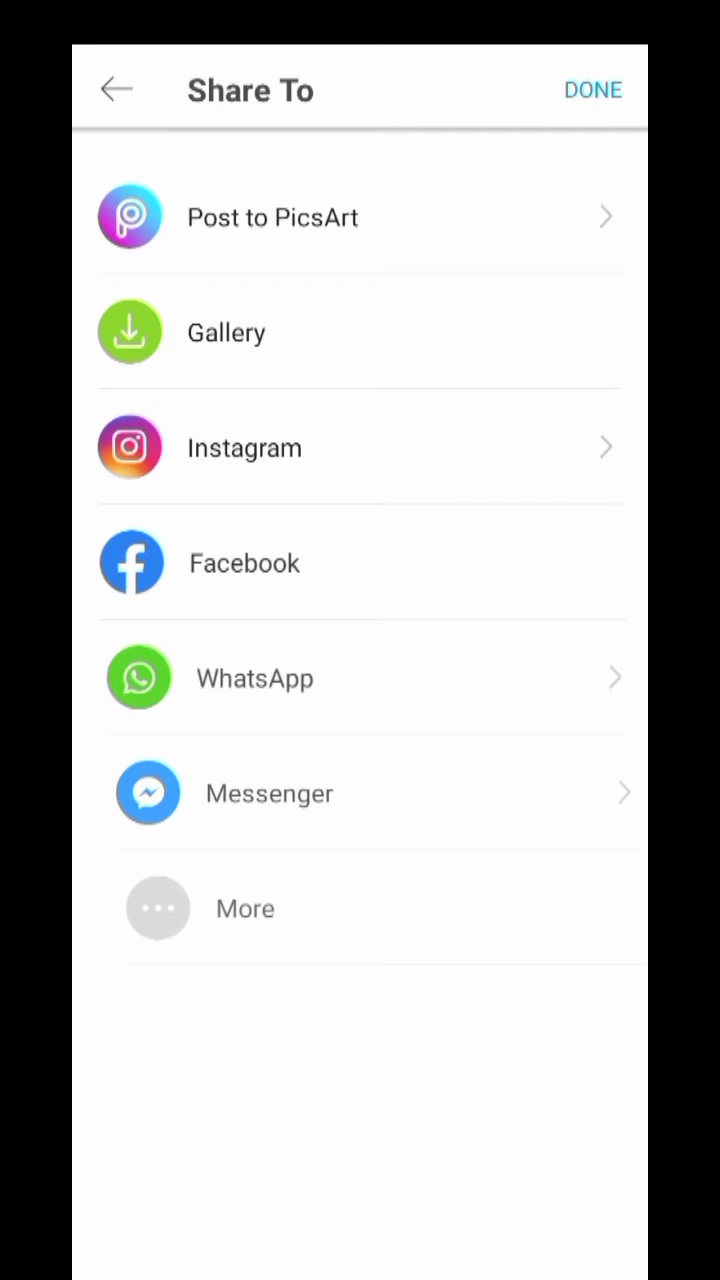 Share To
DONE
Post to PicsArt
Gallery
Instagram
Facebook
WhatsApp
Messenger
More